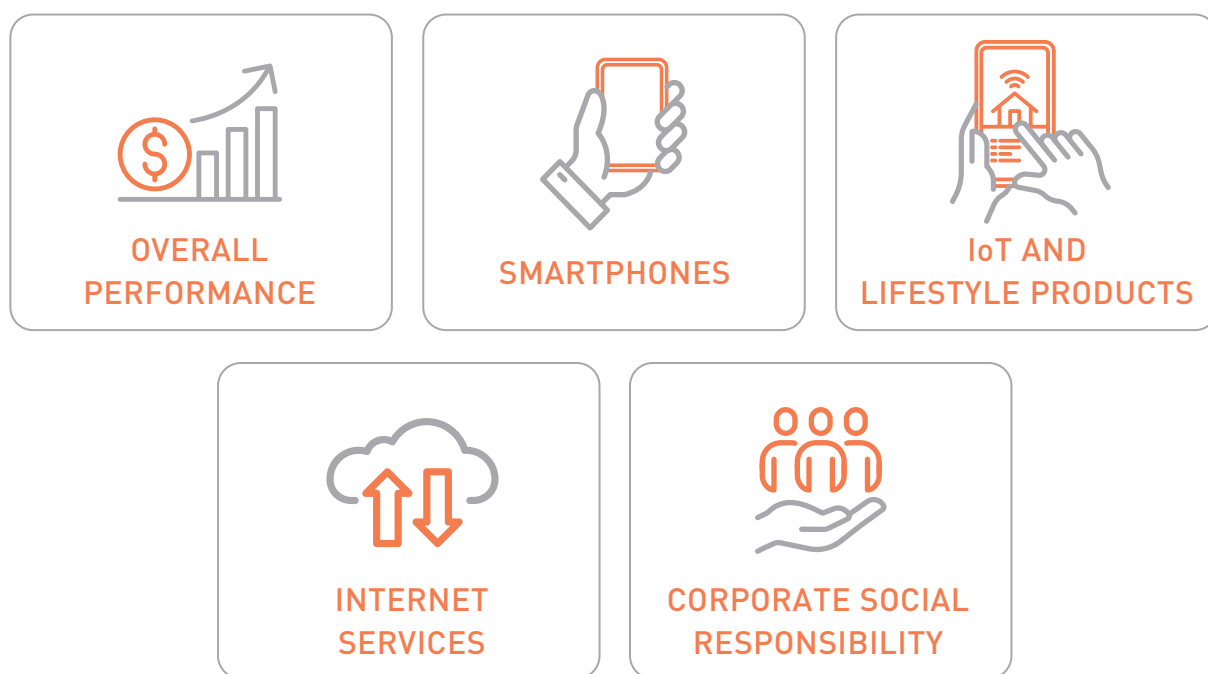 OVERALL
PERFORMANCE
SMARTPHONES
IoT AND
LIFESTYLE PRODUCTS
INTERNET
SERVICES
CORPORATE SOCIAL
RESPONSIBILITY